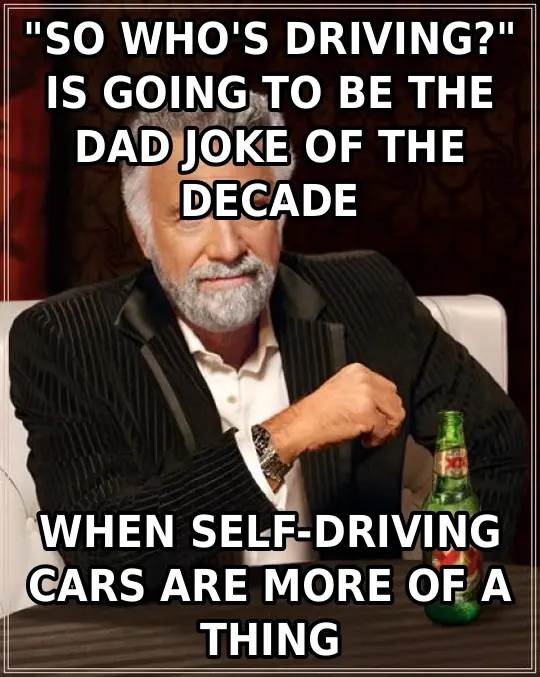 "SO WHO'S DRIVING?"
IS GOING TO BE THE
DAD JOKE OF THE
DECADE
XX
WHEN SELF-DRIVING
CARS ARE MORE OF A
THING